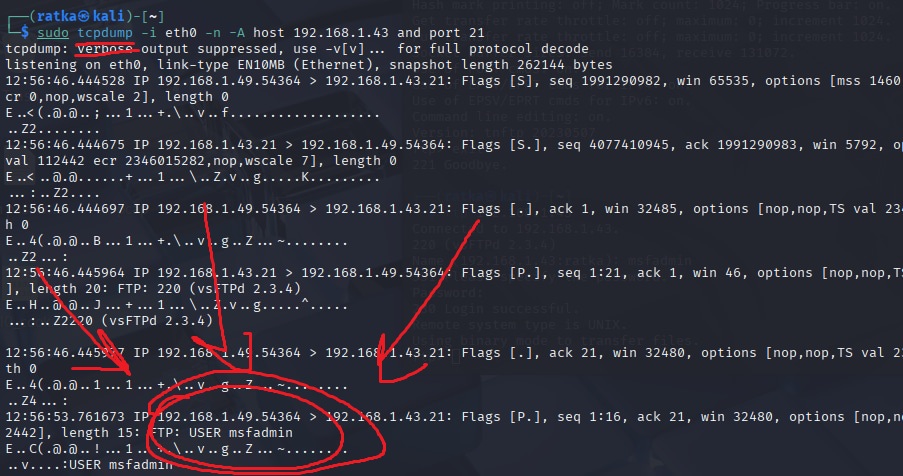 (ratka㉿kali)-[~]
$ sudo tcpdump -i eth0 -n -A host 192.168.1.43 and port 21
tcpdump: verbose output suppressed, use -v[v]... for full protocol decode
listening on eth0, link-type EN10MB (Ethernet), snapshot length 262144 bytes
12:56:46.444528 IP 192.168.1.49.54364 > 192.168.1.43.21: Flags [S], seq 1991290982, win 65535, options [mss 1460
cr 0,nop,wscale 2], length 0
E..<(.@.@..;...1...+.\..v..f....................
..Z2........
12:56:46.444675 IP 192.168.1.43.21 > 192.168.1.49.54364: Flags [S.], seq 4077410945, ack 1991290983, win 5792, op
val 112442 ecr 2346015282,nop,wscale 7], length 0
E..<..@.@......+...1...\..Z.v..g.....K.........
...:..Z2....
12:56:46.444697 IP 192.168.1.49.54364 > 192.168.1.43.21: Flags [.], ack 1, win 32485, options [nop,nop,TS val 234
h 0
E..4(.@.@..B...1...+.\..v..g..Z...~........
..Z2...:
12:56:46.445964 IP 192.168.1.43.21 > 192.168.1.49.54364: Flags [P.], seq 1:21, ack 1, win 46, options [nop,nop,TS
], length 20: FTP: 220 (vsFTPd 2.3.4)
E..H..@.@..J...+...1...\..Z.v..g.....^.....
...:..Z2220 (vsFTPd 2.3.4)
IP 192.168.1.49.54364 > 192.168.1.43.21: Flags [.], ack 21, win 32480, options [nop,nop,TS val 23
th 0
E..4(.@.@..1...1...+.\..v..g..Z...~........
..Z4...:
12:56:53.761673 IP 192.168.1.49.54364 > 192.168.1.43.21: Flags [P.], seq 1:16, ack 21, win 32480, options [nop,no
2442], length 15: FTP: USER msfadmin
E..C(.@.@..!...1...+.\..v..g..Z...~........
..v....:USER msfadmin